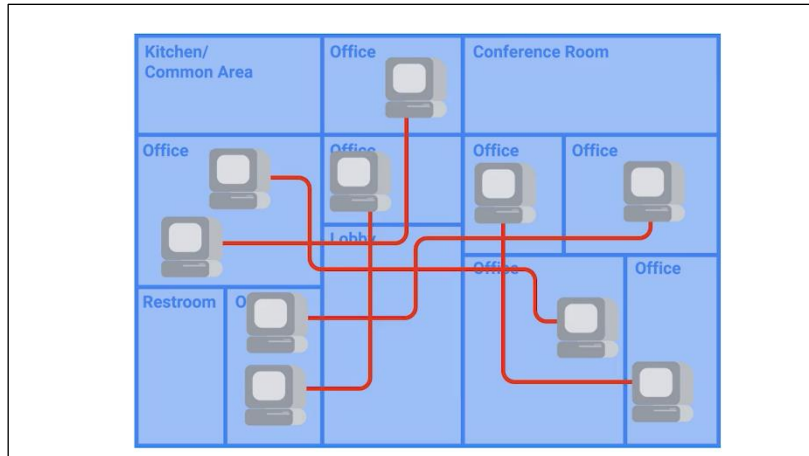 Kitchen/
Common Area
Office
Conference Room
Office
Office
Office
Office
Lobby
Office
Office
Restroom